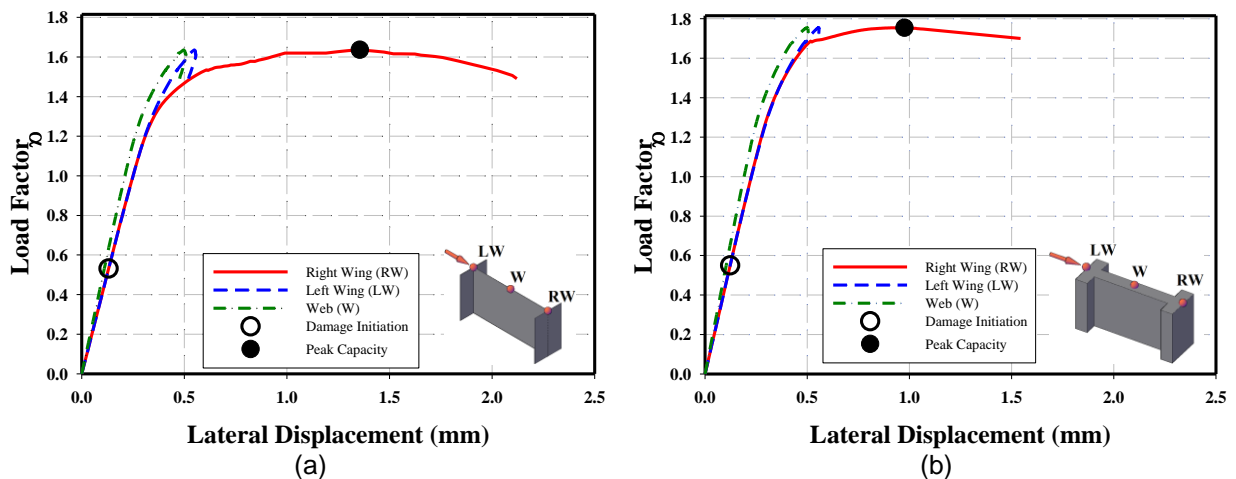 1.8
1.6
1.4
1.2
1.0
0.8
0.6
0.4
0.2
0.0
Load Factor α
0.0 0.5 1.0 1.5 2.0 2.5
Lateral Displacement (mm)
Right Wing (RW)
Left Wing (LW)
Web (W)
Damage Initiation
Peak Capacity
LW
W
RW
(a)
1.8
1.6
1.4
1.2
1.0
0.8
0.6
0.4
0.2
0.0
Load Factor α
0.0 0.5 1.0 1.5 2.0 2.5
Lateral Displacement (mm)
Right Wing (RW)
Left Wing (LW)
Web (W)
Damage Initiation
Peak Capacity
LW
W
RW
(b)